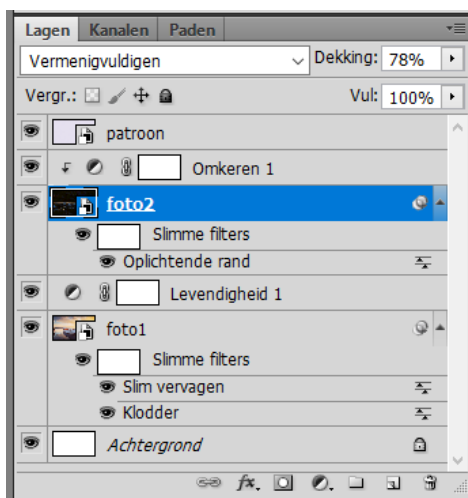 Lagen Kanalen Paden
Vermenigvuldigen Dekking: 78%
Vergr.: Vul: 100%
patroon
Omkeren 1
foto2
Slimme filters
Oplichtende rand
Levendigheid 1
foto1
Slimme filters
Slim vervagen
Klodder
Achtergrond
fx.